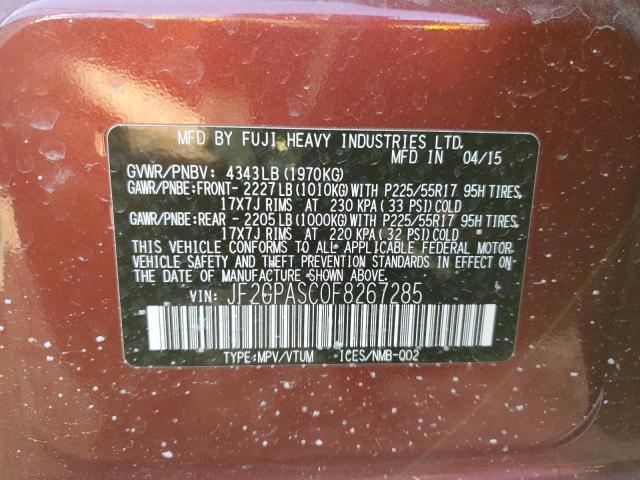 MFD BY FUJI HEAVY INDUSTRIES LTD.
MFD IN 04/15
GVWR/PNBV: 4343LB(1970KG)
GAWR/PNBE:FRONT- 2227LB(1010KG)WITH P225/55R17 95H TIRES,
17X7J RIMS AT 230 KPA( 33 PSI)COLD
GAWR/PNBE:REAR - 2205LB(1000KG)WITH P225/55R17 95H TIRES,
17X7J RIMS AT 220 KPA( 32 PSI)COLD
THIS VEHICLE CONFORMS TO ALL APPLICABLE FEDERAL MOTOR
VEHICLE SAFETY AND THEFT PREVENTION STANDARDS IN EFFECT ON
THE DATE OF MANUFACTURE SHOWN ABOVE.
VIN: JF2GPASC0F8267285
TYPE:MPV/VTUM ICES/NMB-002